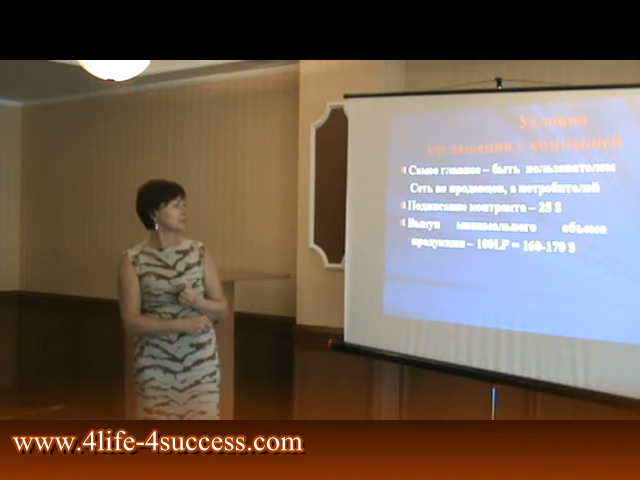 Условия
соглашения с компанией
Самое главное – быть пользователем
Сеть не продавцов, а потребителей
Подписание контракта – 25 $
Выкуп минимального объема
продукции – 100LP = 160-170 $
www.4life-4success.com